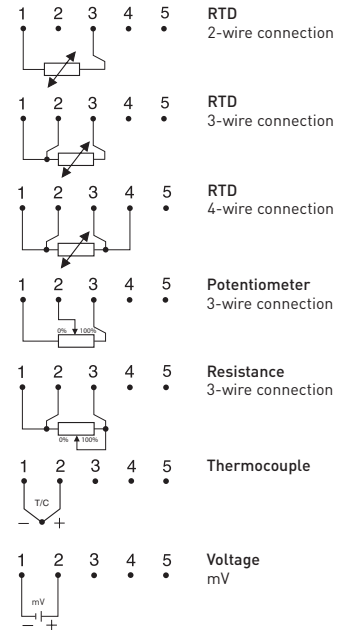 1 2 3 4 5 RTD
2-wire connection
1 2 3 4 5 RTD
3-wire connection
1 2 3 4 5 RTD
4-wire connection
1 2 3 4 5 Potentiometer
3-wire connection
0% 100%
1 2 3 4 5 Resistance
3-wire connection
0% 100%
1 2 3 4 5 Thermocouple
T/C
– +
1 2 3 4 5 Voltage
mV
mV
– +